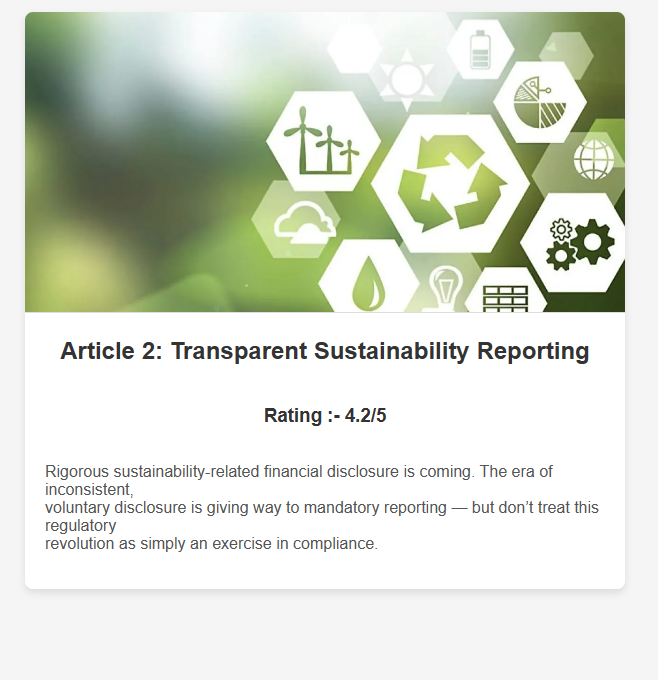 Article 2: Transparent Sustainability Reporting
Rating :- 4.2/5
Rigorous sustainability-related financial disclosure is coming. The era of
inconsistent,
voluntary disclosure is giving way to mandatory reporting — but don’t treat this
regulatory
revolution as simply an exercise in compliance.